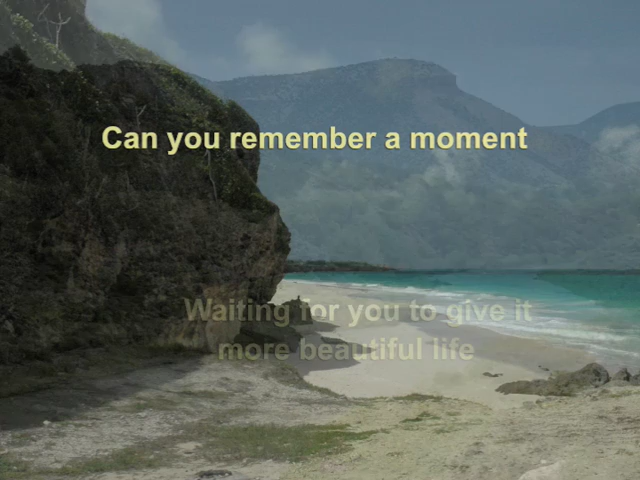 Can you remember a moment
Waiting for you to give it
more beautiful life